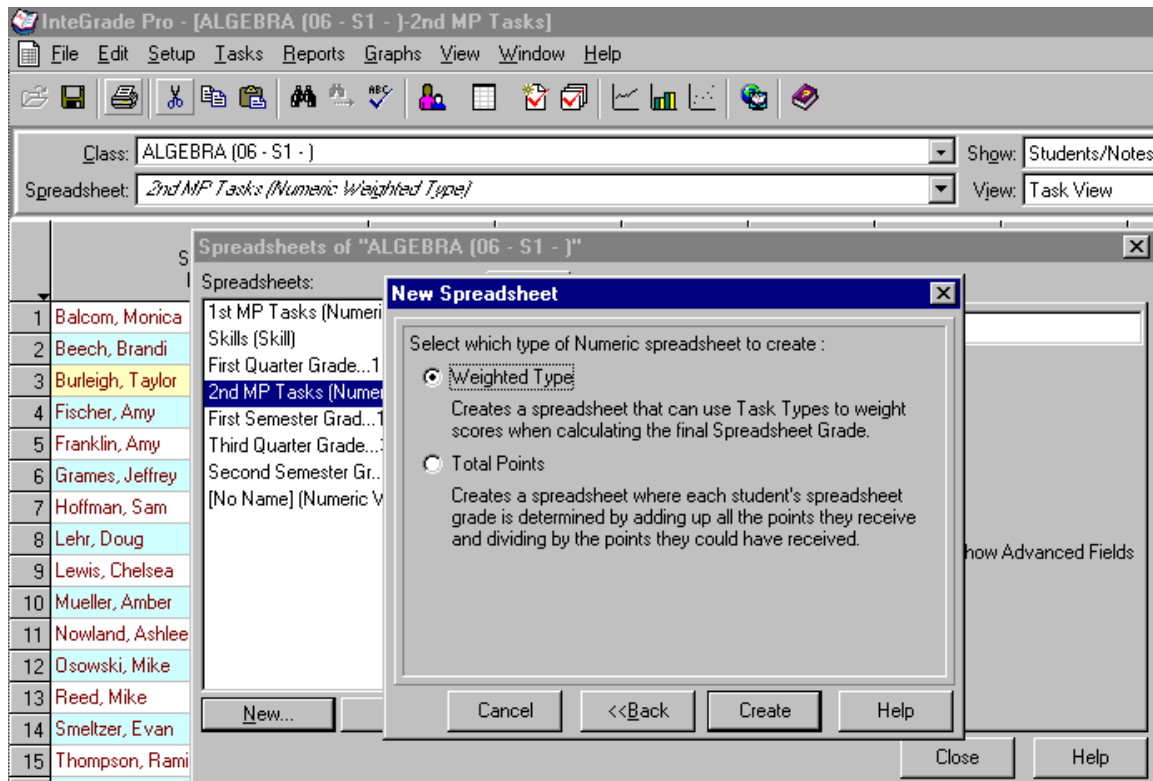 InteGrade Pro - [ALGEBRA (06 - S1 - )-2nd MP Tasks]
File Edit Setup Tasks Reports Graphs View Window Help
ABC
Class: ALGEBRA (06 - S1 - ) Show: Students/Notes
Spreadsheet: 2nd MP Tasks (Numeric Weighted Type) View: Task View
Spreadsheets of "ALGEBRA (06 - S1 - )"
Spreadsheets:
1st MP Tasks (Numeri
Skills (Skill)
First Quarter Grade...1
2nd MP Tasks (Numer
First Semester Grad...1
Third Quarter Grade...
Second Semester Gr..
[No Name] (Numeric V
New...
New Spreadsheet
Select which type of Numeric spreadsheet to create :
Weighted Type
Creates a spreadsheet that can use Task Types to weight
scores when calculating the final Spreadsheet Grade.
Total Points
Creates a spreadsheet where each student's spreadsheet
grade is determined by adding up all the points they receive
and dividing by the points they could have received.
Cancel <<Back Create Help
how Advanced Fields
Close Help
S
1 Balcom, Monica
2 Beech, Brandi
3 Burleigh, Taylor
4 Fischer, Amy
5 Franklin, Amy
6 Grames, Jeffrey
7 Hoffman, Sam
8 Lehr, Doug
9 Lewis, Chelsea
10 Mueller, Amber
11 Nowland, Ashlee
12 Osowski, Mike
13 Reed, Mike
14 Smeltzer, Evan
15 Thompson, Rami